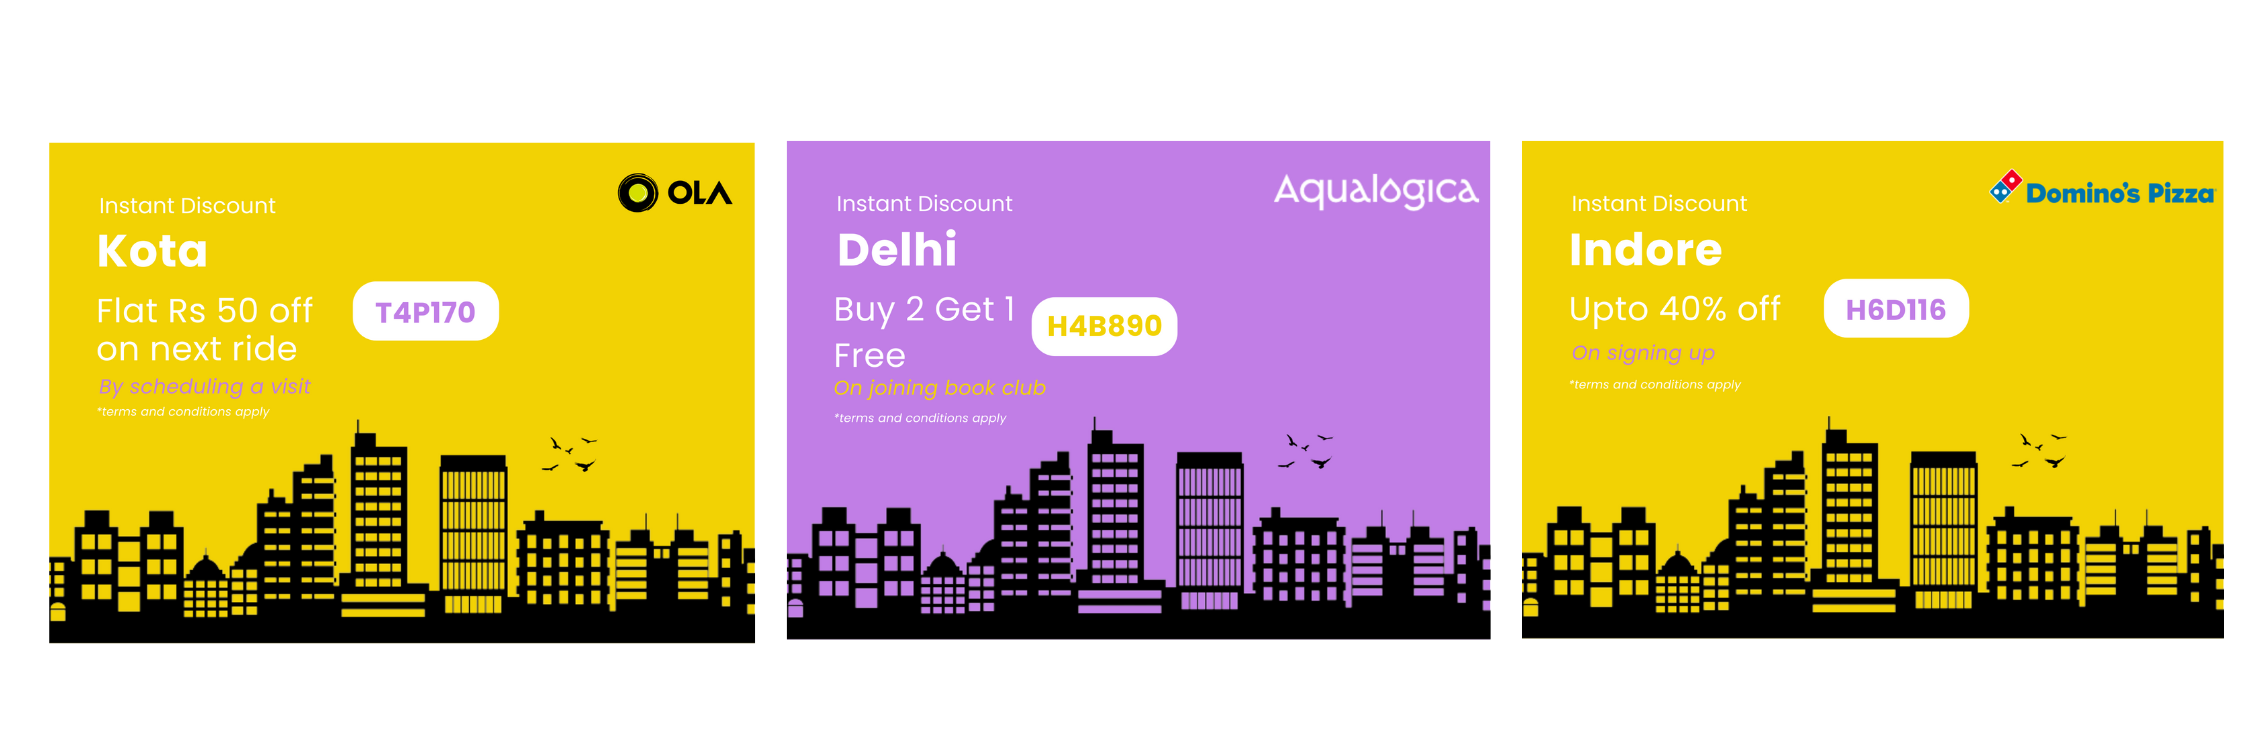 Instant Discount
OLA
Kota
Flat Rs 50 off
on next ride
T4P170
By scheduling a visit
*terms and conditions apply
Instant Discount
Aqualogica
Delhi
Buy 2 Get 1
Free
H4B890
On joining book club
*terms and conditions apply
Instant Discount
Domino's Pizza
Indore
Upto 40% off
H6D116
On signing up
*terms and conditions apply